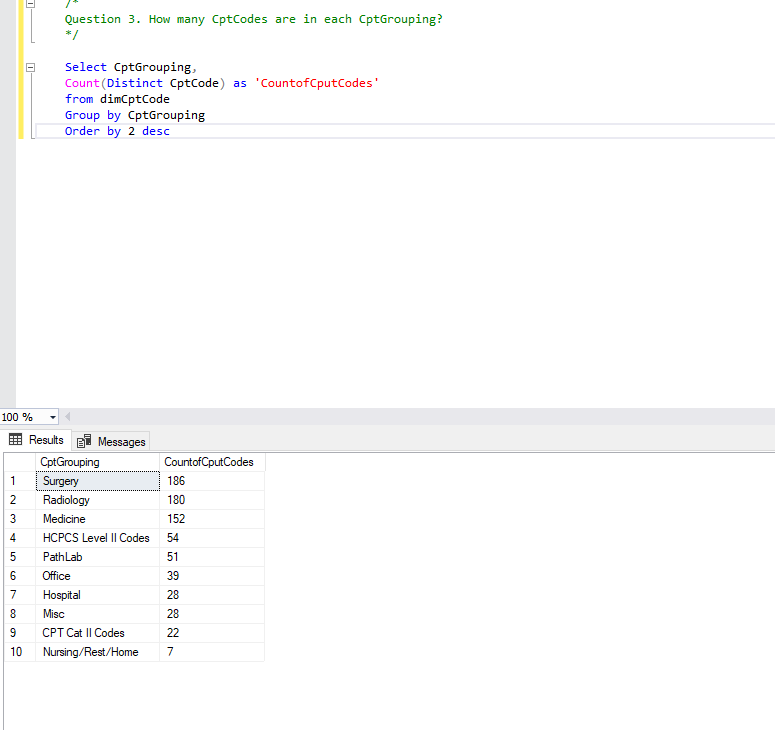 /*
Question 3. How many CptCodes are in each CptGrouping?
*/
Select CptGrouping,
Count(Distinct CptCode) as 'CountofCputCodes'
from dimCptCode
Group by CptGrouping
Order by 2 desc
100 %
Results Messages
CptGrouping CountofCputCodes
1 Surgery 186
2 Radiology 180
3 Medicine 152
4 HCPCS Level II Codes 54
5 PathLab 51
6 Office 39
7 Hospital 28
8 Misc 28
9 CPT Cat II Codes 22
10 Nursing/Rest/Home 7